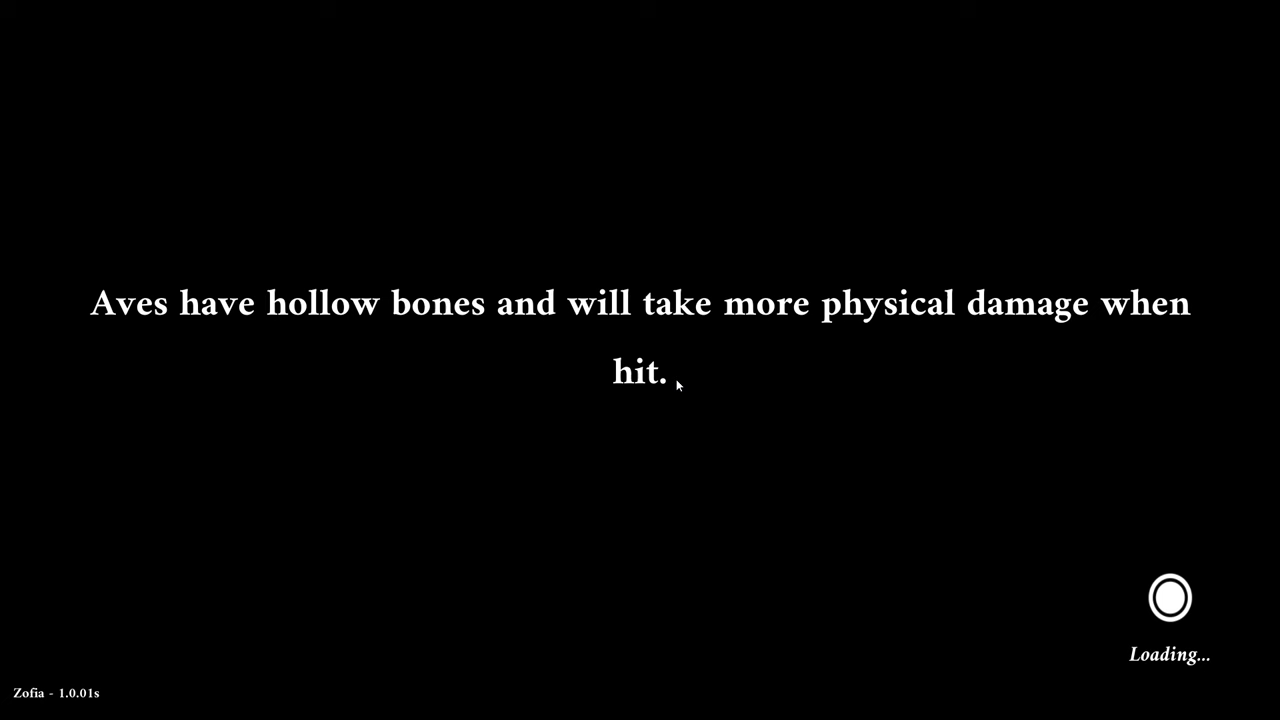 Aves have hollow bones and will take more physical damage when
hit.
Loading...
Zofia - 1.0.01s